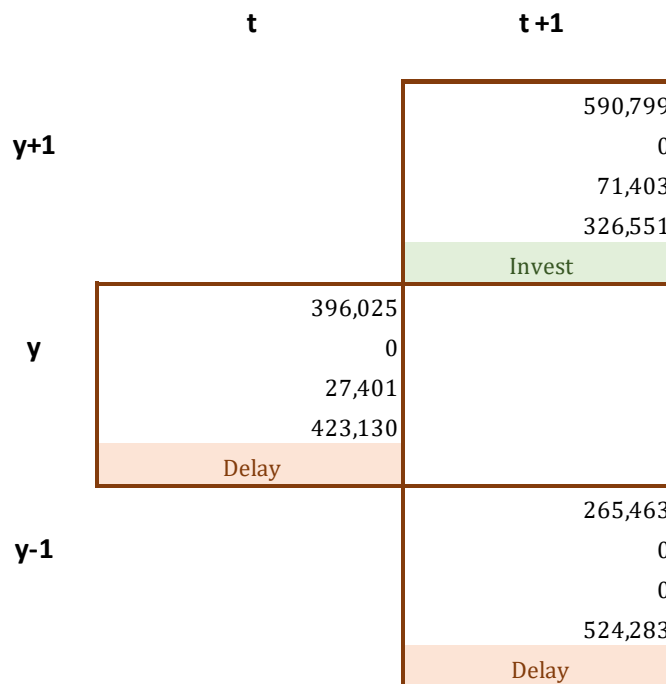 t
t +1
y+1
590,799
0
71,403
326,551
Invest
y
396,025
0
27,401
423,130
Delay
y-1
265,463
0
0
524,283
Delay